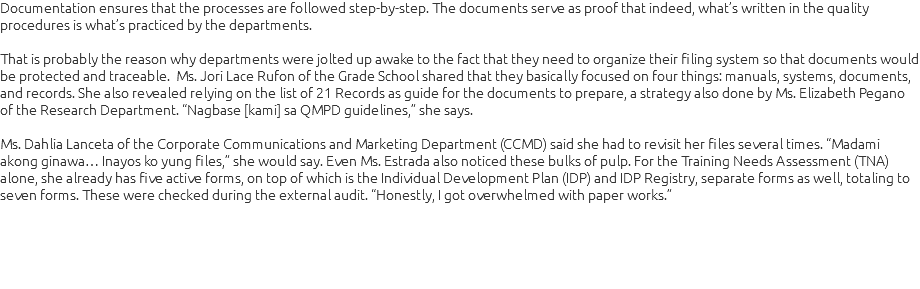 Documentation ensures that the processes are followed step-by-step. The documents serve as proof that indeed, what's written in the quality
procedures is what's practiced by the departments.
That is probably the reason why departments were jolted up awake to the fact that they need to organize their filing system so that documents would
be protected and traceable.  Ms. Jori Lace Rufon of the Grade School shared that they basically focused on four things: manuals, systems, documents,
and records. She also revealed relying on the list of 21 Records as guide for the documents to prepare, a strategy also done by Ms. Elizabeth Pegano
of the Research Department. “Nagbase [kami] sa QMPD guidelines,” she says.
Ms. Dahlia Lanceta of the Corporate Communications and Marketing Department (CCMD) said she had to revisit her files several times. “Madami
akong ginawa… Inayos ko yung files,” she would say. Even Ms. Estrada also noticed these bulks of pulp. For the Training Needs Assessment (TNA)
alone, she already has five active forms, on top of which is the Individual Development Plan (IDP) and IDP Registry, separate forms as well, totaling to
seven forms. These were checked during the external audit. “Honestly, I got overwhelmed with paper works.”